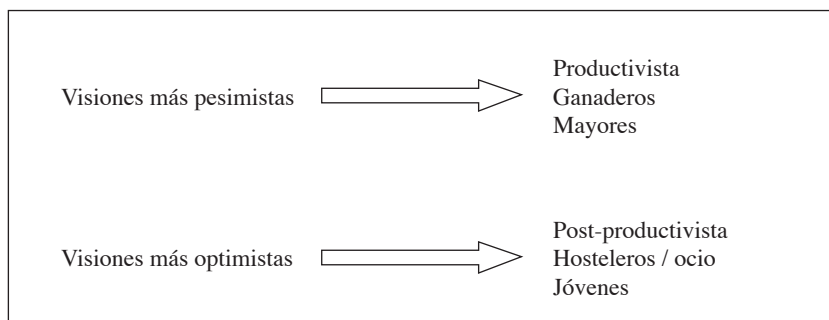 Visiones más pesimistas
Productivista
Ganaderos
Mayores
Visiones más optimistas
Post-productivista
Hosteleros / ocio
Jóvenes